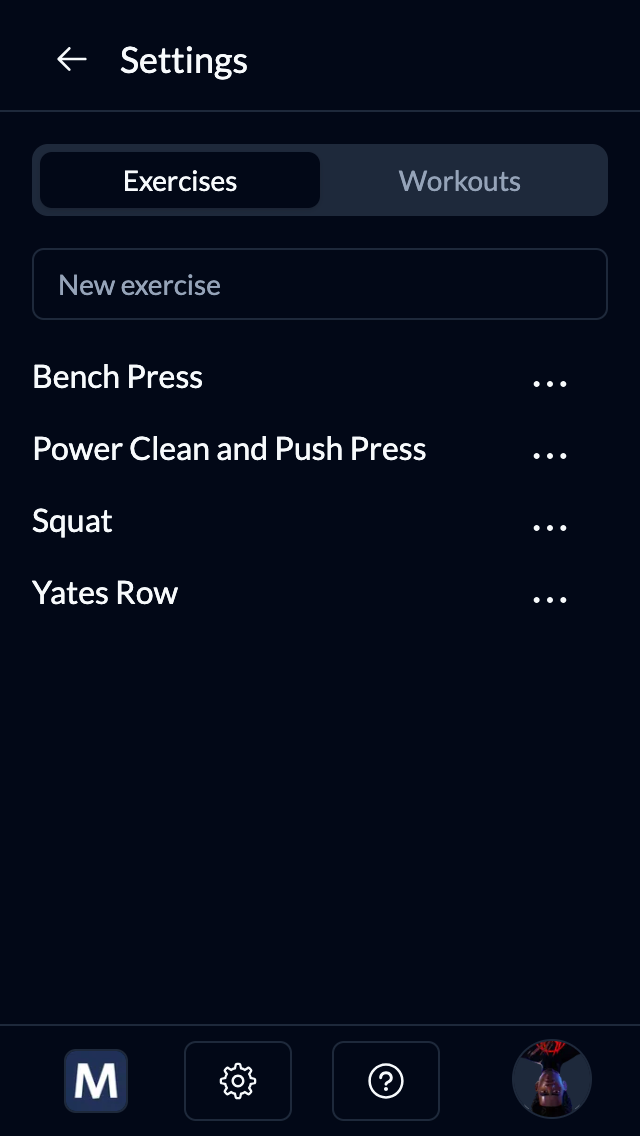 Settings
Exercises Workouts
New exercise
Bench Press
Power Clean and Push Press
Squat
Yates Row
M